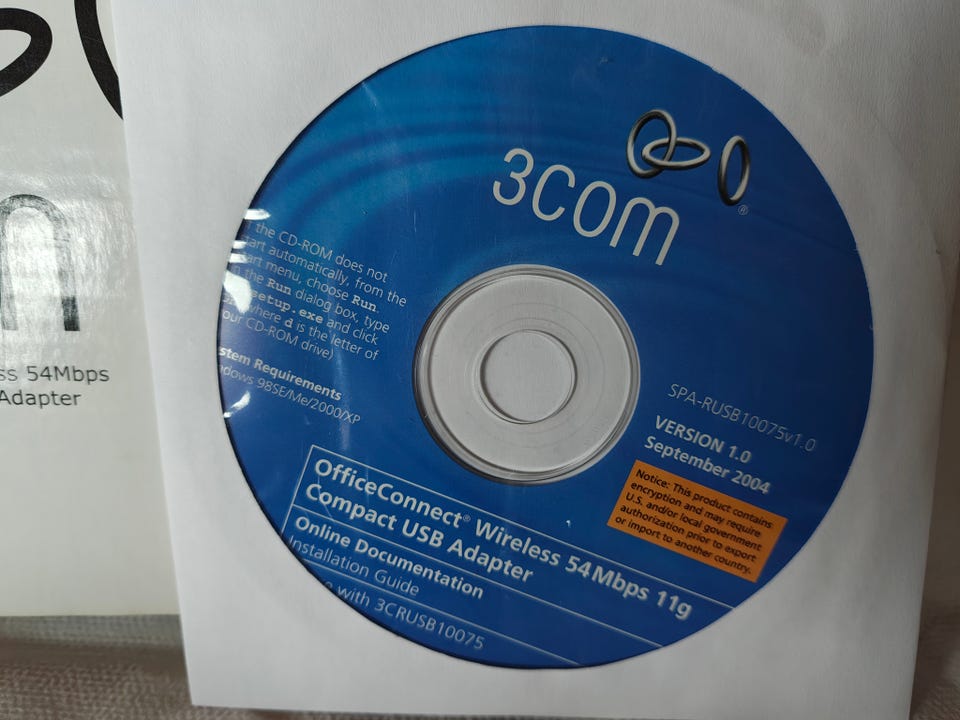 ss 54Mbps
Adapter
3COM
®
the CD-ROM does not
art automatically, from the
art menu, choose Run.
the Run dialog box, type
setup.exe and click
where d is the letter of
our CD-ROM drive)
stem Requirements
ndows 98SE/Me/2000/XP
SPA-RUSB10075v1.0
VERSION 1.0
September 2004
Notice: This product contains
encryption and may require
U.S. and/or local government
authorization prior to export
or import to another country.
OfficeConnect® Wireless 54Mbps 11g
Compact USB Adapter
Online Documentation
Installation Guide
with 3CRUSB10075